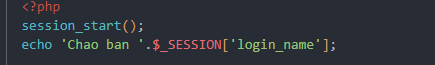 <?php
session_start();
echo 'Chao ban '.$_SESSION['login_name'];